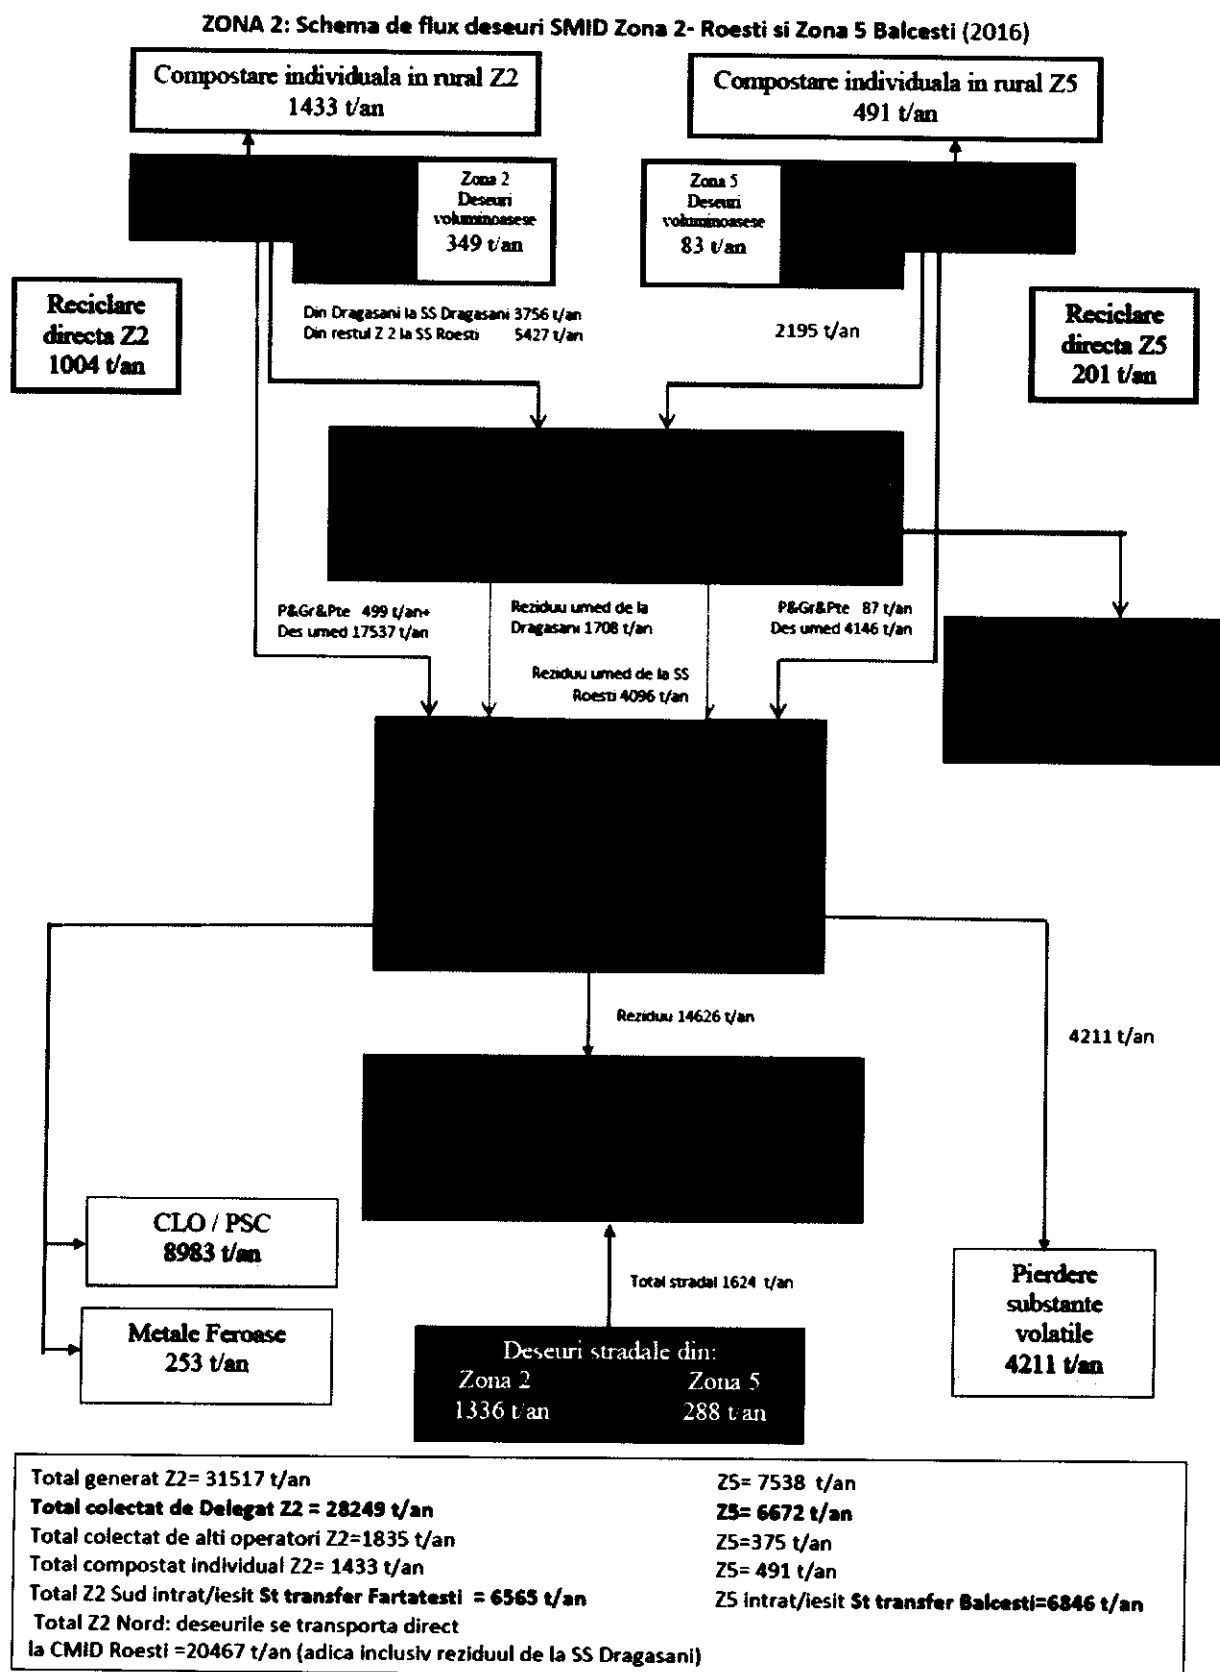 ZONA 2: Schema de flux deseuri SMID Zona 2- Roesti si Zona 5 Balcesti (2016)
Compostare individuala in rural Z2
1433 t/an
Compostare individuala in rural Z5
491 t/an
Zona 2
Deseuri
voluminoasese
349 t/an
Zona 5
Deseuri
voluminoasese
83 t/an
Reciclare
directa Z2
1004 t/an
Din Dragasani la SS Dragasani 3756 t/an
Din restul Z 2 la SS Roesti 5427 t/an
2195 t/an
Reciclare
directa Z5
201 t/an
P&Gr&Pte 499 t/an+
Des umed 17537 t/an
Reziduu umed de la
Dragasani 1708 t/an
P&Gr&Pte 87 t/an
Des umed 4146 t/an
Reziduu umed de la SS
Roesti 4096 t/an
Reziduu 14626 t/an
4211 t/an
CLO / PSC
8983 t/an
Metale Feroase
253 t/an
Total stradal 1624 t/an
Pierdere
substante
volatile
4211 t/an
Deseuri stradale din:
Zona 2 Zona 5
1336 t/an 288 t/an
Total generat Z2= 31517 t/an Z5= 7538 t/an
Total colectat de Delegat Z2 = 28249 t/an Z5= 6672 t/an
Total colectat de alti operatori Z2=1835 t/an Z5=375 t/an
Total compostat individual Z2= 1433 t/an Z5= 491 t/an
Total Z2 Sud intrat/iesit St transfer Fartatesti = 6565 t/an Z5 intrat/iesit St transfer Balcesti=6846 t/an
Total Z2 Nord: deseurile se transporta direct
la CMID Roesti =20467 t/an (adica inclusiv reziduul de la SS Dragasani)